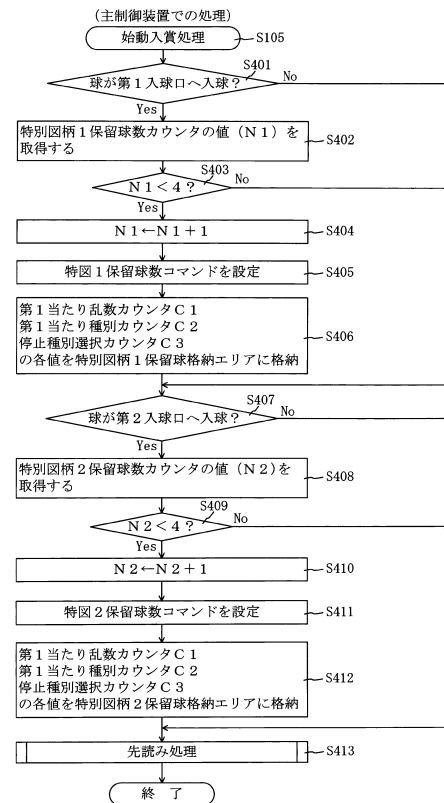 (主制御装置での処理)
始動入賞処理
S105
S401
球が第1入球口へ入球?
No
Yes
特別図柄1保留球数カウンタの値(N1)を
取得する
S402
S403
N1<4?
No
Yes
N1←N1+1
S404
特図1保留球数コマンドを設定
S405
第1当たり乱数カウンタC1
第1当たり種別カウンタC2
停止種別選択カウンタC3
の各値を特別図柄1保留球格納エリアに格納
S406
S407
球が第2入球口へ入球?
No
Yes
特別図柄2保留球数カウンタの値(N2)を
取得する
S408
S409
N2<4?
No
Yes
N2←N2+1
S410
特図2保留球数コマンドを設定
S411
第1当たり乱数カウンタC1
第1当たり種別カウンタC2
停止種別選択カウンタC3
の各値を特別図柄2保留球格納エリアに格納
S412
先読み処理
S413
終 了